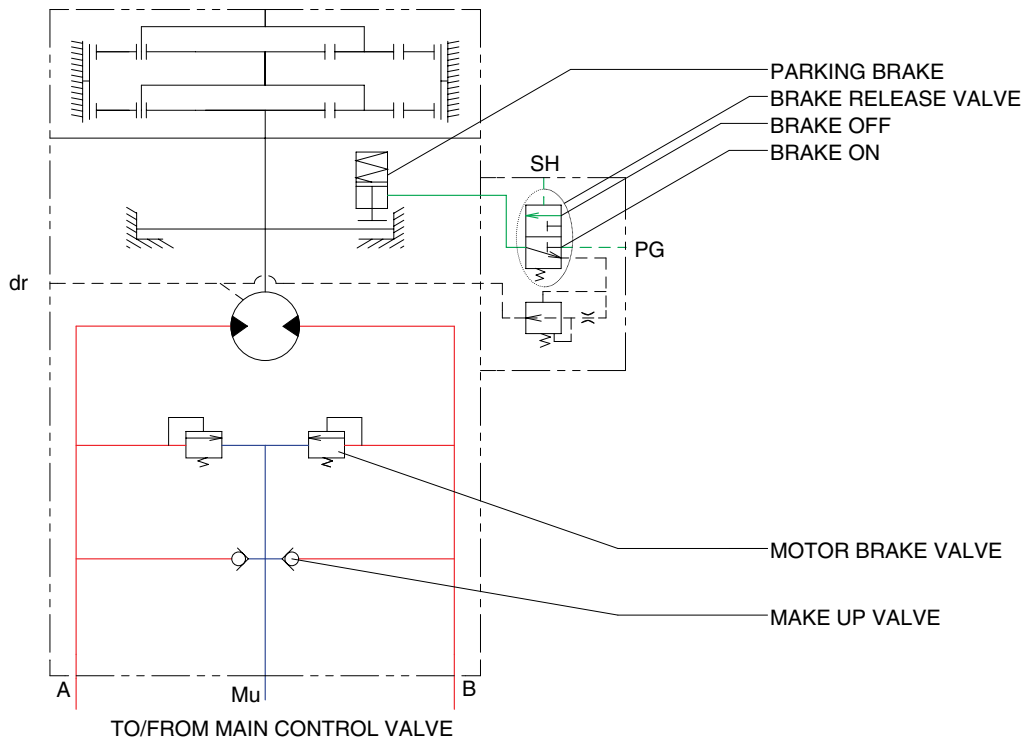 PARKING BRAKE
BRAKE RELEASE VALVE
BRAKE OFF
BRAKE ON
SH
PG
dr
MOTOR BRAKE VALVE
MAKE UP VALVE
A
Mu
B
TO/FROM MAIN CONTROL VALVE